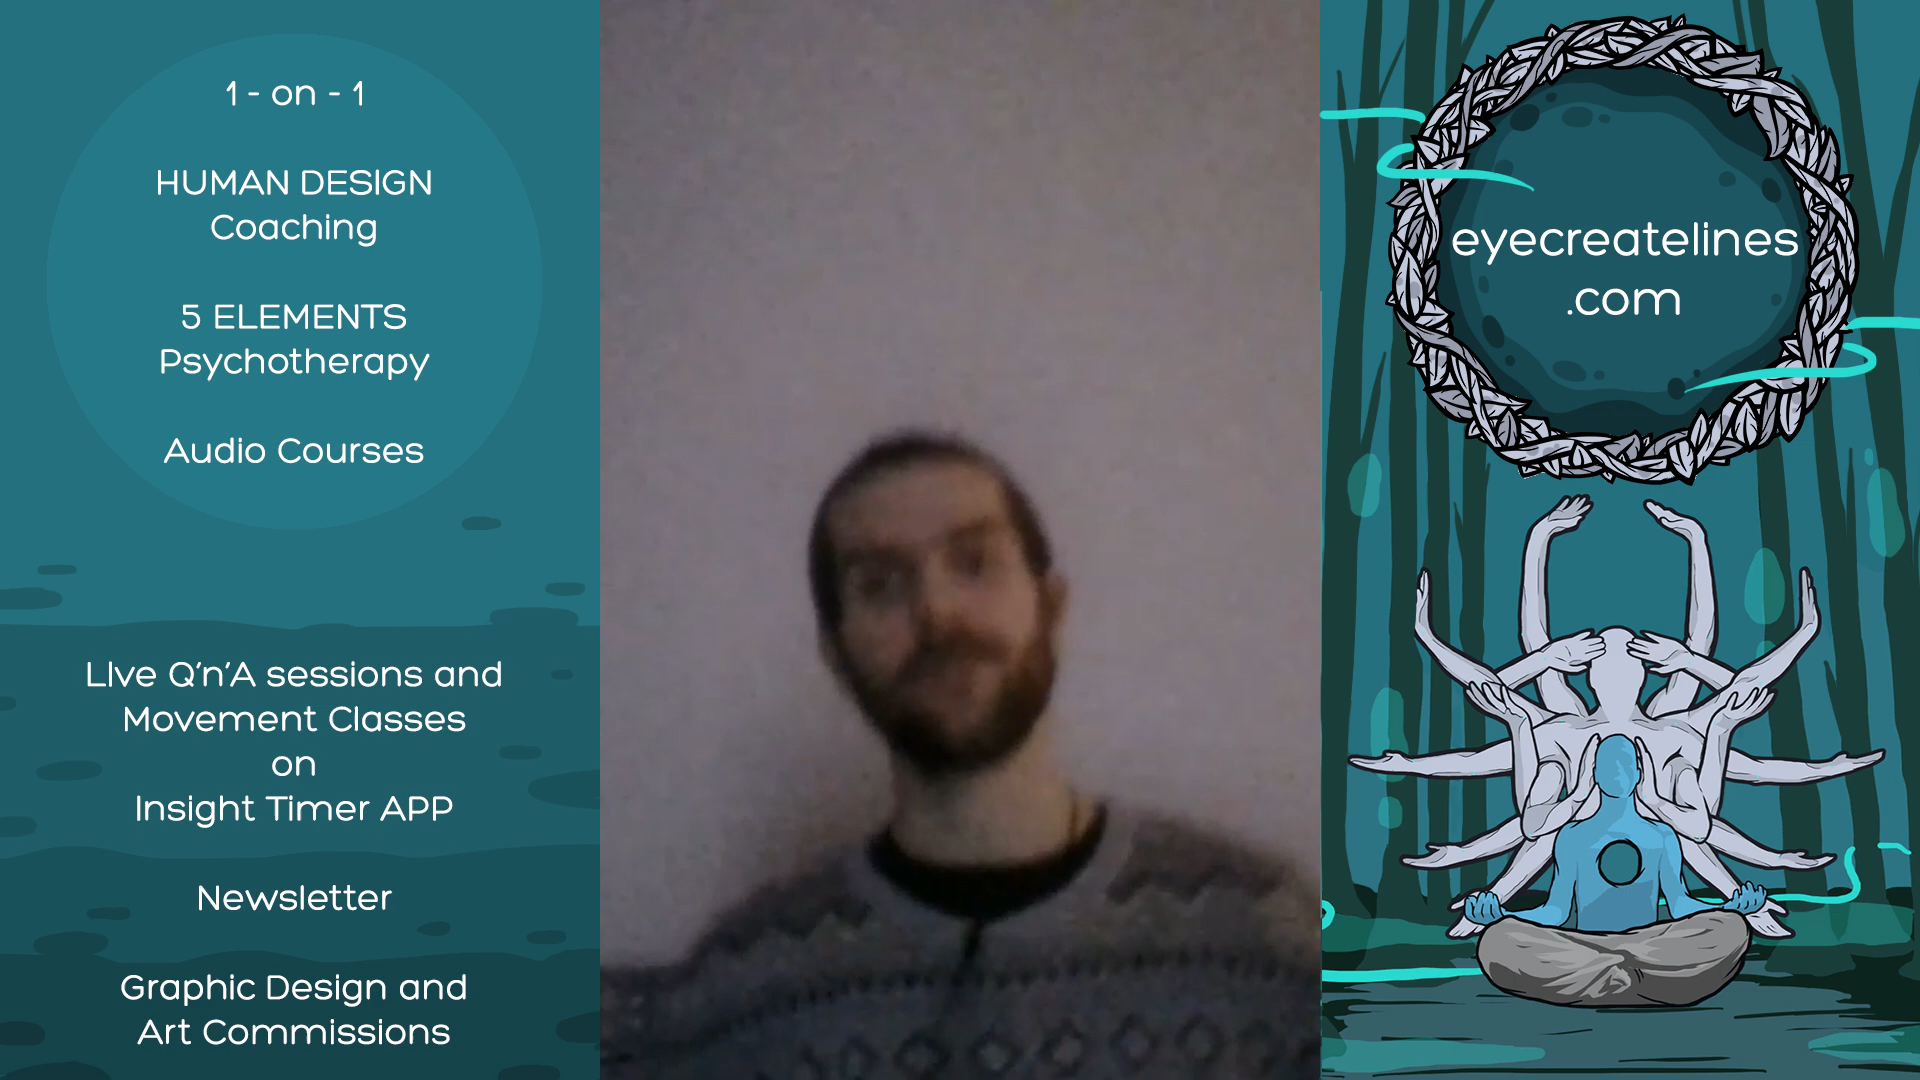 1 - on - 1
HUMAN DESIGN
Coaching
5 ELEMENTS
Psychotherapy
Audio Courses
LIve Q'n'A sessions and
Movement Classes
on
Insight Timer APP
Newsletter
Graphic Design and
Art Commissions
eyecreatelines
.com